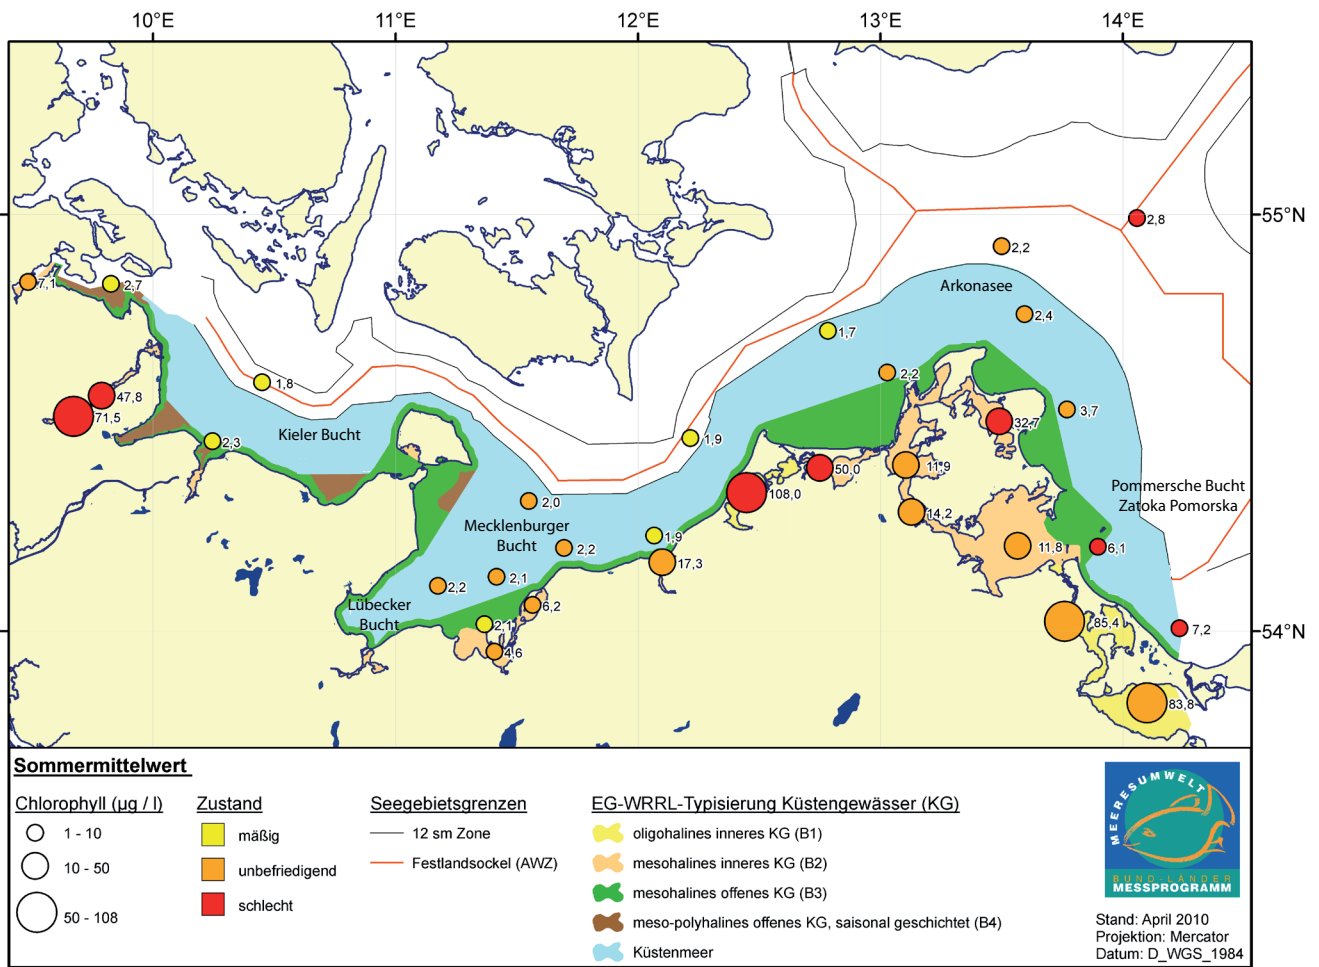 10°E
11°E
12°E
13°E
14°E
55°N
54°N
2,8
2,2
7,1
2,7
Arkonasee
2,4
1,7
1,8
2,2
47,8
3,7
71,5
32,7
2,3
Kieler Bucht
1,9
50,0
11,9
108,0
Pommersche Bucht
Zatoka Pomorska
2,0
14,2
Mecklenburger
Bucht
1,9
2,2
11,8
6,1
17,3
2,1
2,2
Lübecker
Bucht
6,2
2,1
85,4
7,2
4,6
83,8
Sommermittelwert
Chlorophyll (µg / l)
1 - 10
10 - 50
50 - 108
Zustand
mäßig
unbefriedigend
schlecht
Seegebietsgrenzen
12 sm Zone
Festlandsockel (AWZ)
EG-WRRL-Typisierung Küstengewässer (KG)
oligohalines inneres KG (B1)
mesohalines inneres KG (B2)
mesohalines offenes KG (B3)
meso-polyhalines offenes KG, saisonal geschichtet (B4)
Küstenmeer
MEERESUMWELT
BUND-LÄNDER
MESSPROGRAMM
Stand: April 2010
Projektion: Mercator
Datum: D_WGS_1984